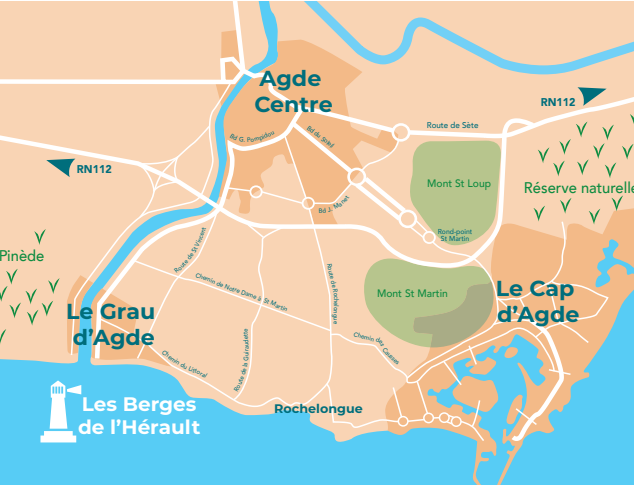 Agde
Centre
RN112
Route de Sète
Bd G. Pompidou
Bd du Soleil
Mont St Loup
Réserve naturelle
RN112
Bd J. Monet
Rond-point
St Martin
Route de St Vincent
Pinède
Chemin de Notre Dame à St Martin
Route de Rochelongue
Mont St Martin
Le Cap
d'Agde
Le Grau
d'Agde
Chemin des Causses
Chemin du Littoral
Route de la Guiraudette
Rochelongue
Les Berges
de l'Hérault